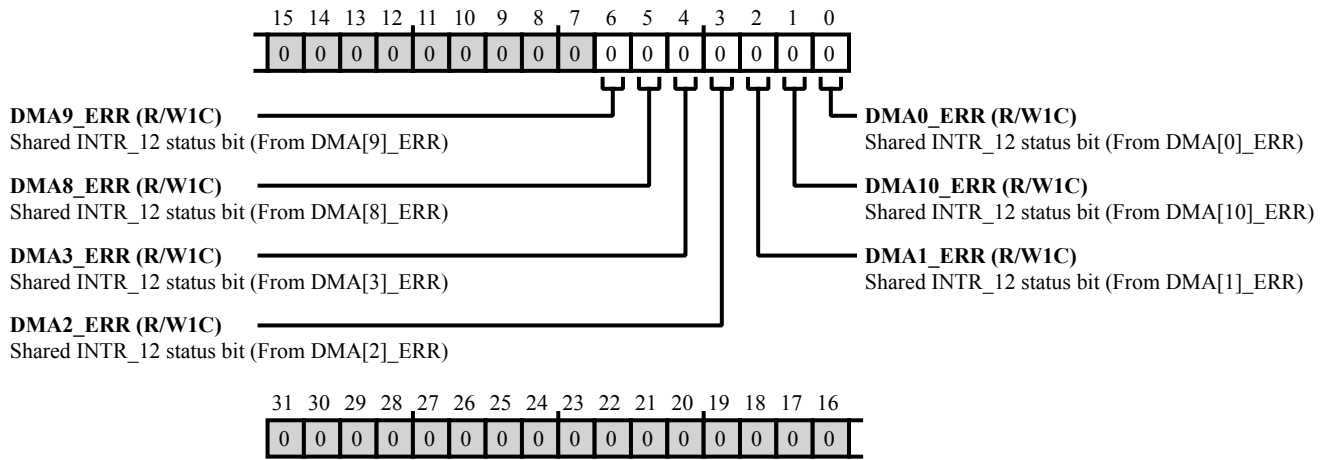 15 14 13 12 11 10 9 8 7 6 5 4 3 2 1 0
0 0 0 0 0 0 0 0 0 0 0 0 0 0 0 0
DMA9_ERR (R/W1C)
Shared INTR_12 status bit (From DMA[9]_ERR)
DMA8_ERR (R/W1C)
Shared INTR_12 status bit (From DMA[8]_ERR)
DMA3_ERR (R/W1C)
Shared INTR_12 status bit (From DMA[3]_ERR)
DMA2_ERR (R/W1C)
Shared INTR_12 status bit (From DMA[2]_ERR)
DMA0_ERR (R/W1C)
Shared INTR_12 status bit (From DMA[0]_ERR)
DMA10_ERR (R/W1C)
Shared INTR_12 status bit (From DMA[10]_ERR)
DMA1_ERR (R/W1C)
Shared INTR_12 status bit (From DMA[1]_ERR)
31 30 29 28 27 26 25 24 23 22 21 20 19 18 17 16
0 0 0 0 0 0 0 0 0 0 0 0 0 0 0 0